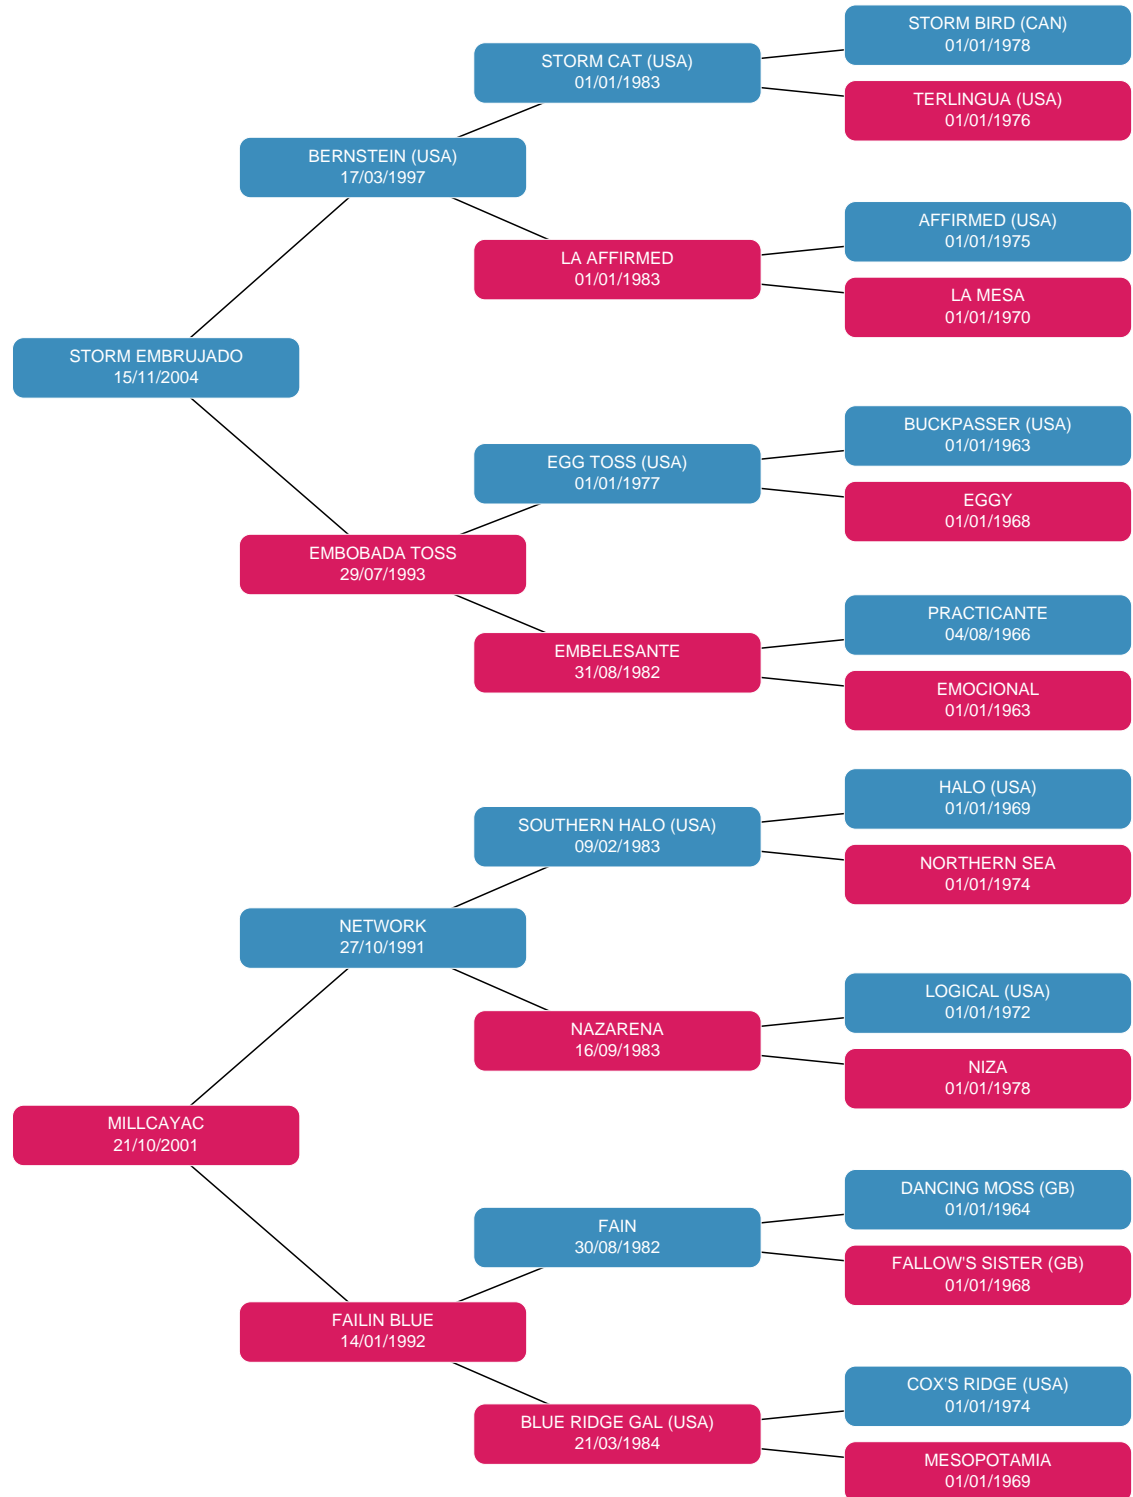 STORM BIRD (CAN)
01/01/1978
STORM CAT (USA)
01/01/1983
TERLINGUA (USA)
01/01/1976
BERNSTEIN (USA)
17/03/1997
AFFIRMED (USA)
01/01/1975
LA AFFIRMED
01/01/1983
LA MESA
01/01/1970
STORM EMBRUJADO
15/11/2004
BUCKPASSER (USA)
01/01/1963
EGG TOSS (USA)
01/01/1977
EGGY
01/01/1968
EMBOBADA TOSS
29/07/1993
PRACTICANTE
04/08/1966
EMBELESANTE
31/08/1982
EMOCIONAL
01/01/1963
HALO (USA)
01/01/1969
SOUTHERN HALO (USA)
09/02/1983
NORTHERN SEA
01/01/1974
NETWORK
27/10/1991
LOGICAL (USA)
01/01/1972
NAZARENA
16/09/1983
NIZA
01/01/1978
MILLCAYAC
21/10/2001
DANCING MOSS (GB)
01/01/1964
FAIN
30/08/1982
FALLOW'S SISTER (GB)
01/01/1968
FAILIN BLUE
14/01/1992
COX'S RIDGE (USA)
01/01/1974
BLUE RIDGE GAL (USA)
21/03/1984
MESOPOTAMIA
01/01/1969